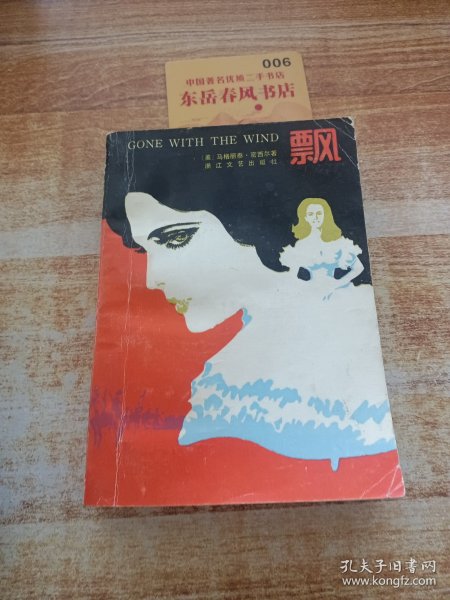 006
中国著名优质二手书店
东岳春风书店
GONE WITH THE WIND
飘
〔美〕马格丽泰·密西尔著
浙江文艺出版社
孔夫子旧书网
www.kongfz.com